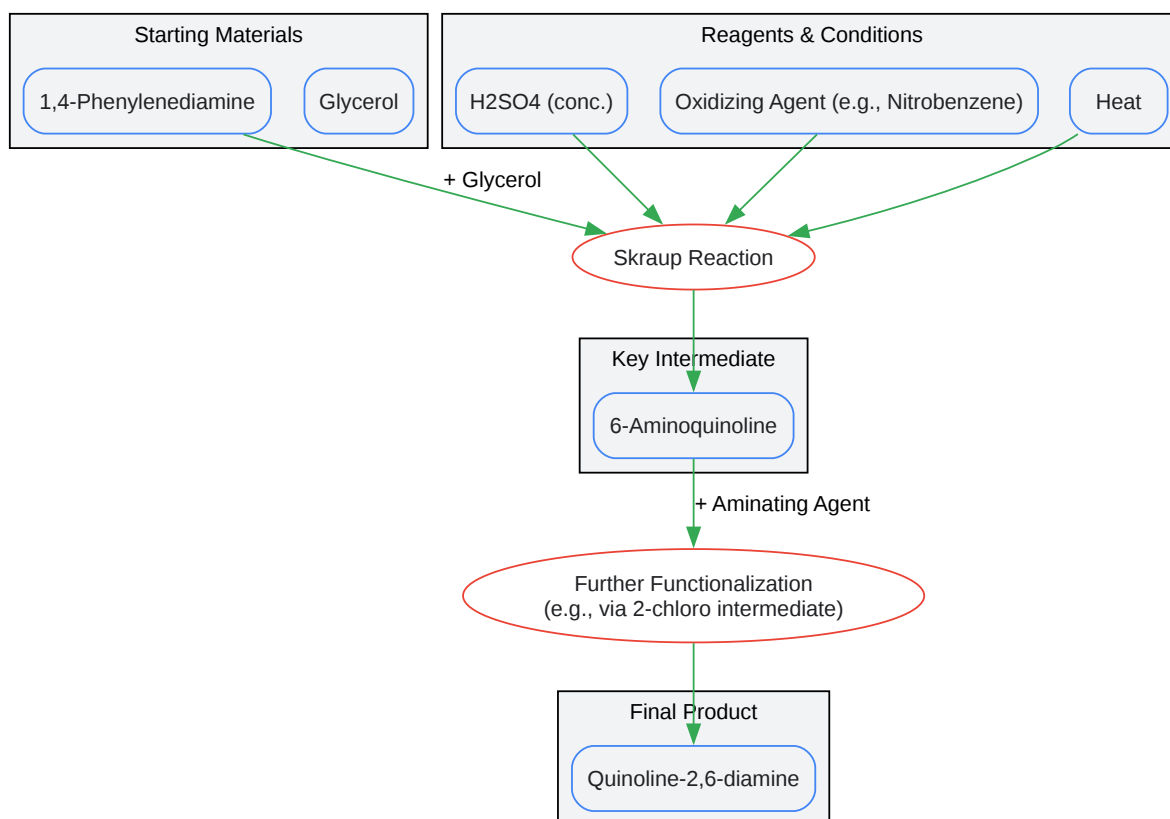 Starting Materials
Reagents & Conditions
1,4-Phenylenediamine
Glycerol
H2SO4 (conc.)
Oxidizing Agent (e.g., Nitrobenzene)
Heat
+ Glycerol
Skraup Reaction
Key Intermediate
6-Aminoquinoline
+ Aminating Agent
Further Functionalization
(e.g., via 2-chloro intermediate)
Final Product
Quinoline-2,6-diamine